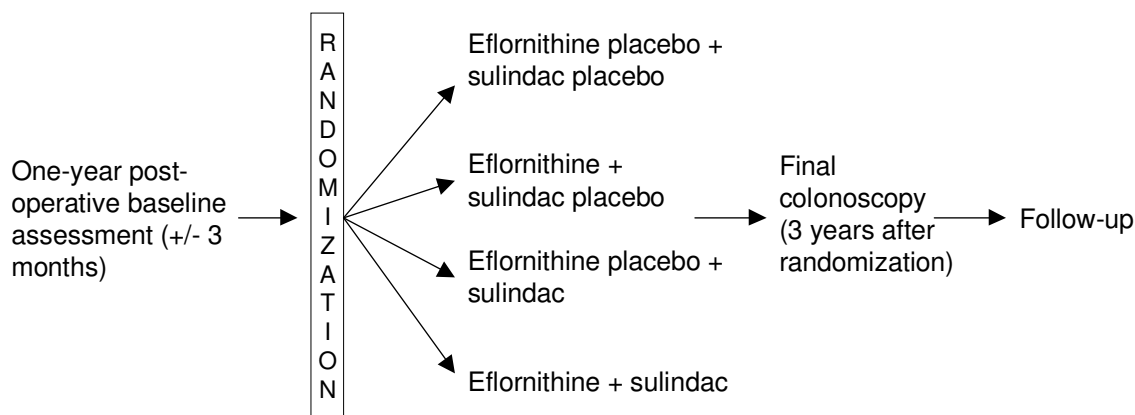 One-year post-
operative baseline
assessment (+/- 3
months)
R
A
N
D
O
M
I
Z
A
T
I
O
N
Eflornithine placebo +
sulindac placebo
Eflornithine +
sulindac placebo
Eflornithine placebo +
sulindac
Eflornithine + sulindac
Final
colonoscopy
(3 years after
randomization)
Follow-up